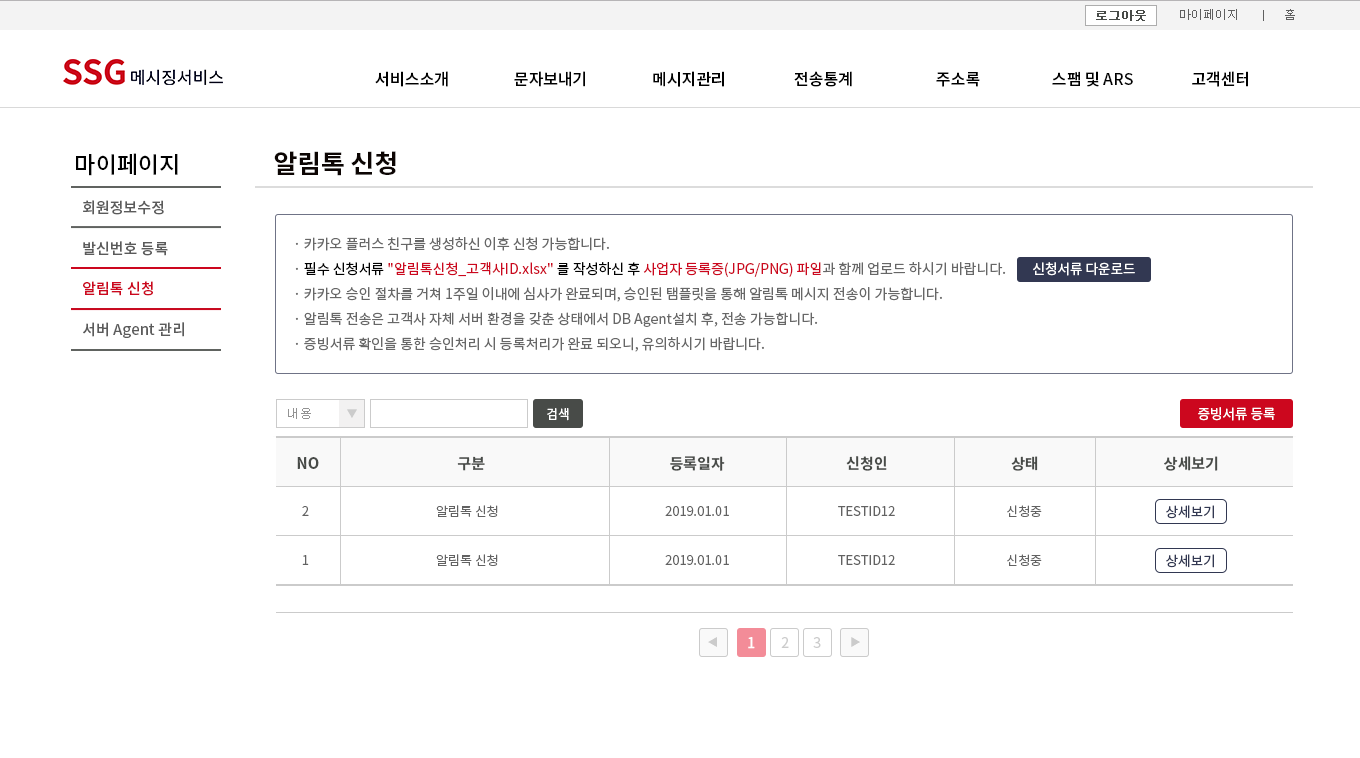 로그아웃 마이페이지 | 홈
SSG 메시징서비스 서비스소개 문자보내기 메시지관리 전송통계 주소록 스팸 및 ARS 고객센터
마이페이지
회원정보수정
발신번호 등록
알림톡 신청
서버 Agent 관리
알림톡 신청
· 카카오 플러스 친구를 생성하신 이후 신청 가능합니다.
· 필수 신청서류 "알림톡신청_고객사ID.xlsx" 를 작성하신 후 사업자 등록증(JPG/PNG) 파일과 함께 업로드 하시기 바랍니다. 신청서류 다운로드
· 카카오 승인 절차를 거쳐 1주일 이내에 심사가 완료되며, 승인된 탬플릿을 통해 알림톡 메시지 전송이 가능합니다.
· 알림톡 전송은 고객사 자체 서버 환경을 갖춘 상태에서 DB Agent설치 후, 전송 가능합니다.
· 증빙서류 확인을 통한 승인처리 시 등록처리가 완료 되오니, 유의하시기 바랍니다.
내용 ▼ 검색 증빙서류 등록
NO 구분 등록일자 신청인 상태 상세보기
2 알림톡 신청 2019.01.01 TESTID12 신청중 상세보기
1 알림톡 신청 2019.01.01 TESTID12 신청중 상세보기
◀ 1 2 3 ▶